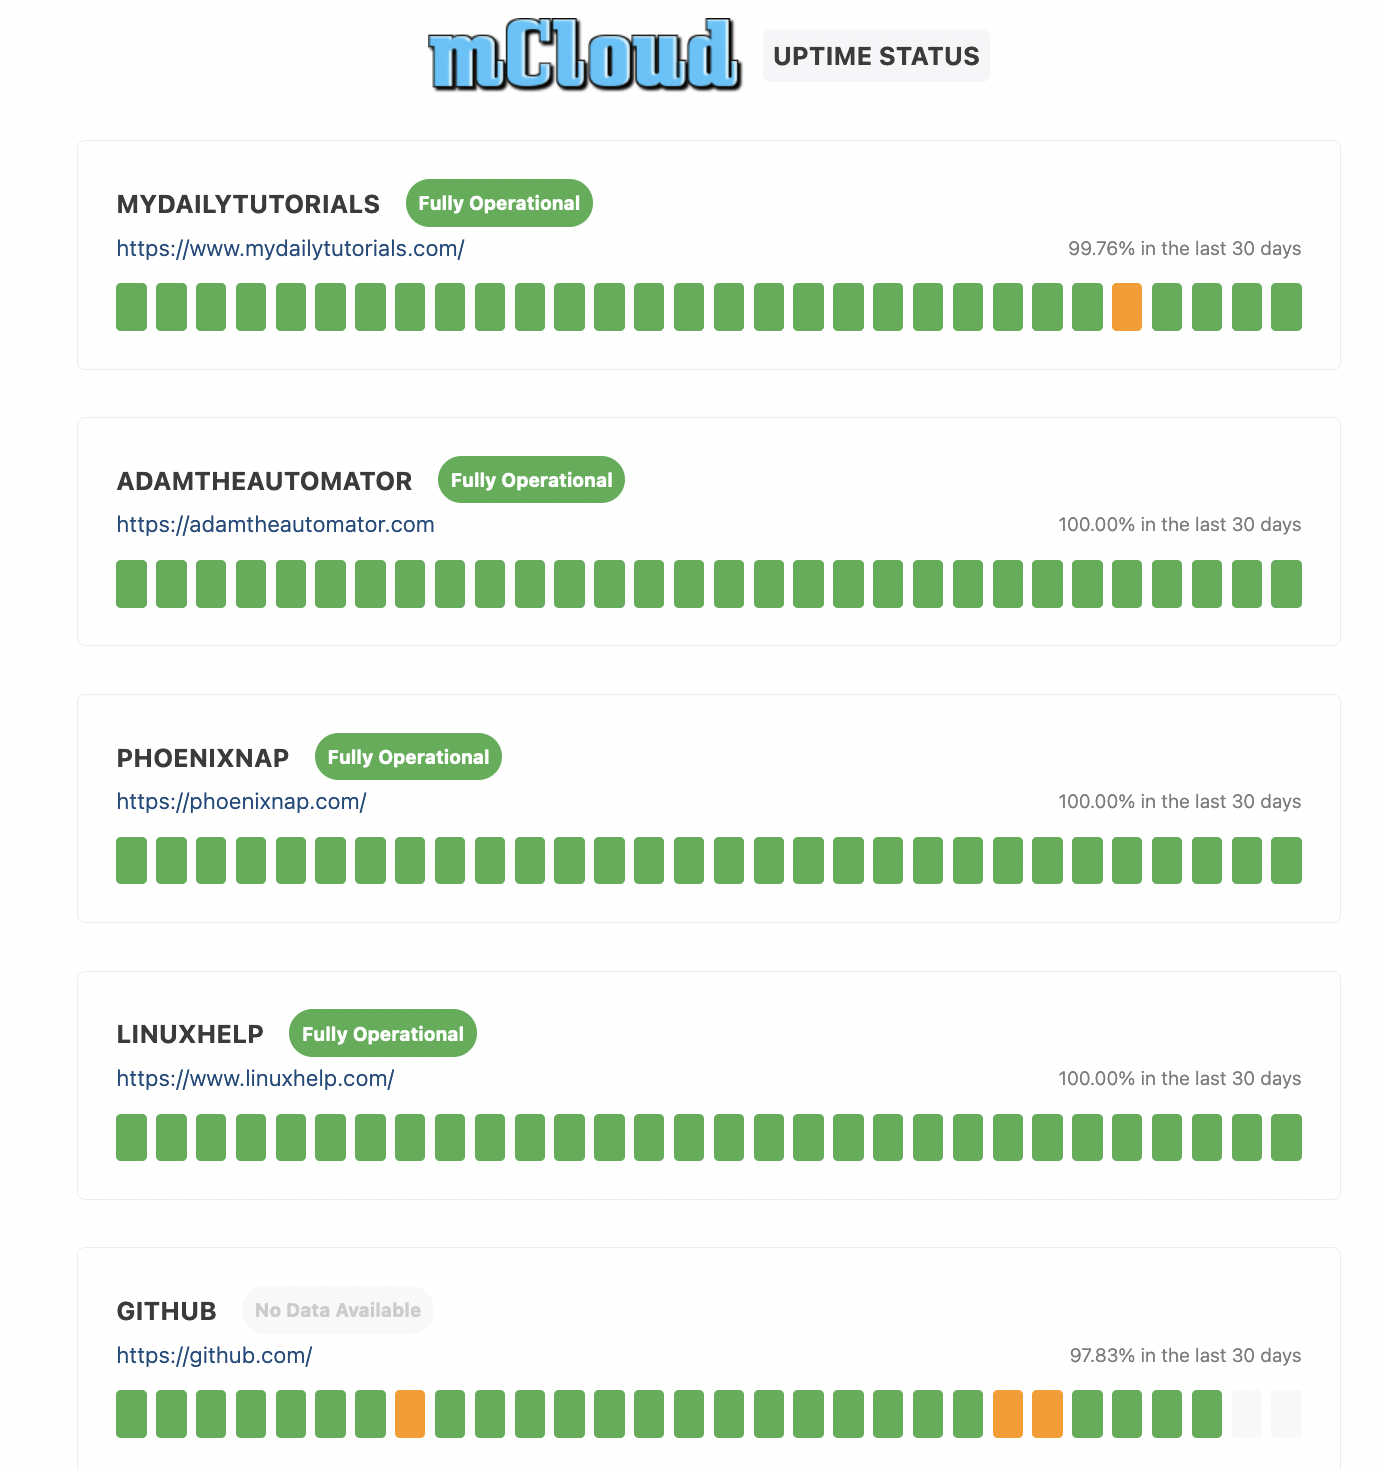 mCloud UPTIME STATUS
MYDAILYTUTORIALS Fully Operational
https://www.mydailytutorials.com/ 99.76% in the last 30 days
ADAMTHEAUTOMATOR Fully Operational
https://adamtheautomator.com 100.00% in the last 30 days
PHOENIXNAP Fully Operational
https://phoenixnap.com/ 100.00% in the last 30 days
LINUXHELP Fully Operational
https://www.linuxhelp.com/ 100.00% in the last 30 days
GITHUB No Data Available
https://github.com/ 97.83% in the last 30 days